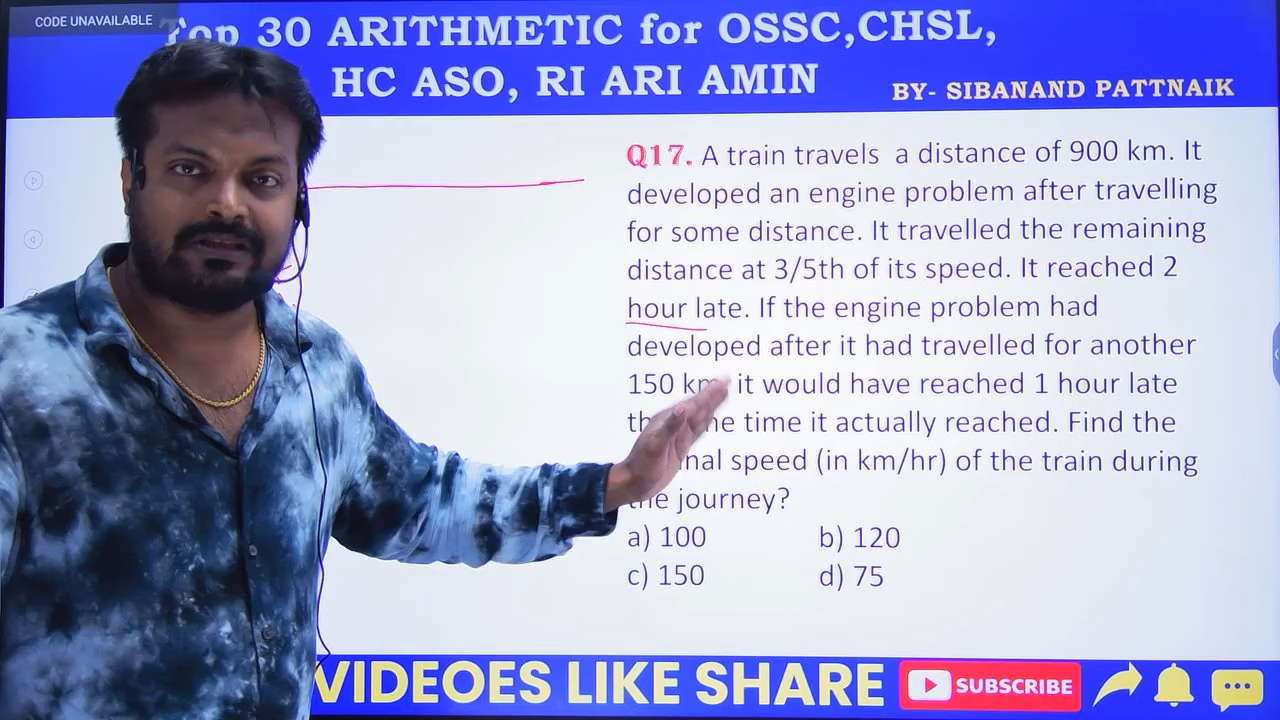 CODE UNAVAILABLE
Top 30 ARITHMETIC for OSSC,CHSL,
HC ASO, RI ARI AMIN
BY- SIBANAND PATTNAIK
Q17. A train travels a distance of 900 km. It
developed an engine problem after travelling
for some distance. It travelled the remaining
distance at 3/5th of its speed. It reached 2
hour late. If the engine problem had
developed after it had travelled for another
150 km it would have reached 1 hour late
time it actually reached. Find the
speed (in km/hr) of the train during
the journey?
a) 100 b) 120
c) 150 d) 75
VIDEOES LIKE SHARE
SUBSCRIBE